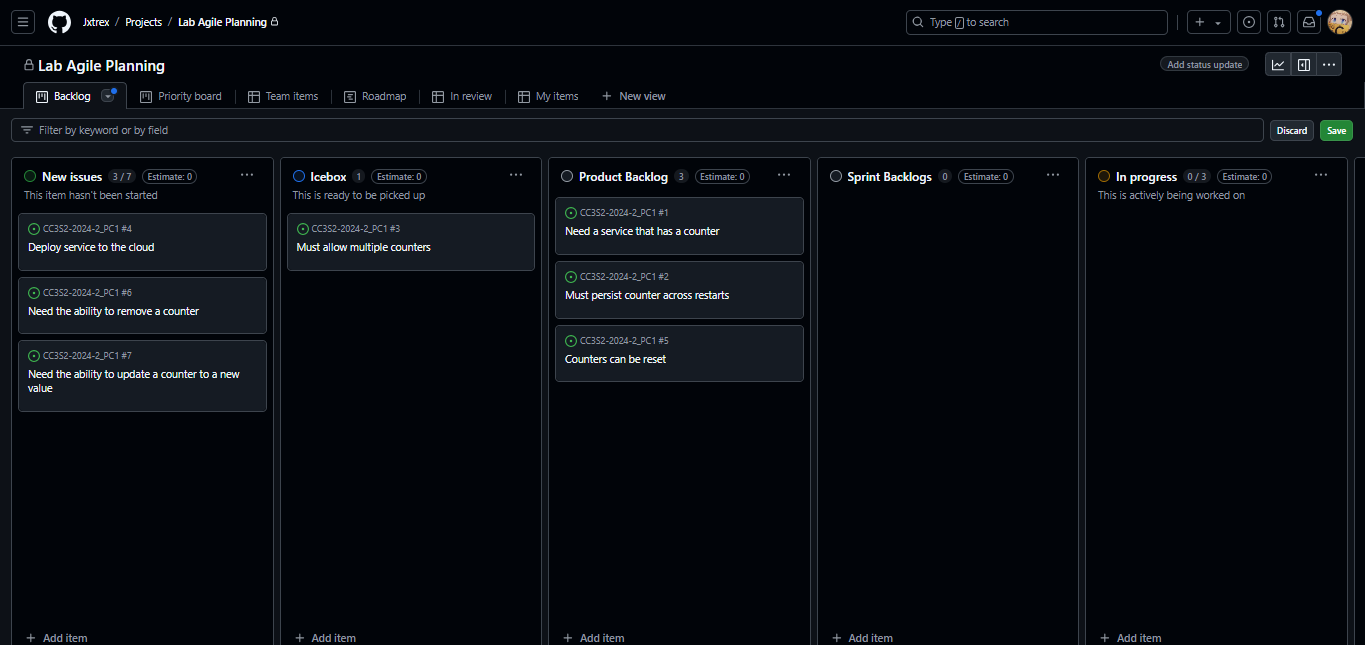 Jxtrex / Projects / Lab Agile Planning
Type / to search
Lab Agile Planning
Add status update
Backlog
Priority board
Team items
Roadmap
In review
My items
New view
Filter by keyword or by field
Discard
Save
New issues 3 / 7 Estimate: 0
This item hasn't been started
CC3S2-2024-2_PC1 #4
Deploy service to the cloud
CC3S2-2024-2_PC1 #6
Need the ability to remove a counter
CC3S2-2024-2_PC1 #7
Need the ability to update a counter to a new
value
Add item
Icebox 1 Estimate: 0
This is ready to be picked up
CC3S2-2024-2_PC1 #3
Must allow multiple counters
Add item
Product Backlog 3 Estimate: 0
CC3S2-2024-2_PC1 #1
Need a service that has a counter
CC3S2-2024-2_PC1 #2
Must persist counter across restarts
CC3S2-2024-2_PC1 #5
Counters can be reset
Add item
Sprint Backlogs 0 Estimate: 0
Add item
In progress 0 / 3 Estimate: 0
This is actively being worked on
Add item